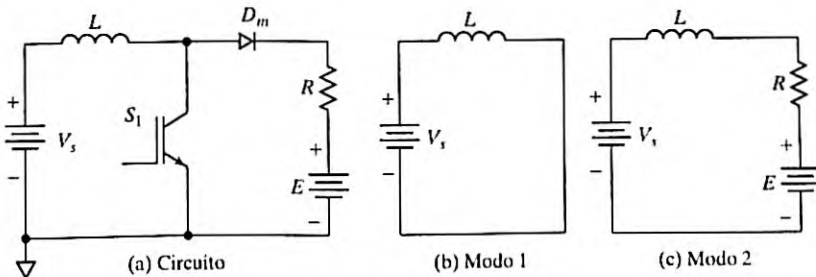 L
D_m
+
V_s
−
S_1
R
+
E
−
(a) Circuito
L
+
V_s
−
(b) Modo 1
L
R
+
V_s
−
+
E
−
(c) Modo 2